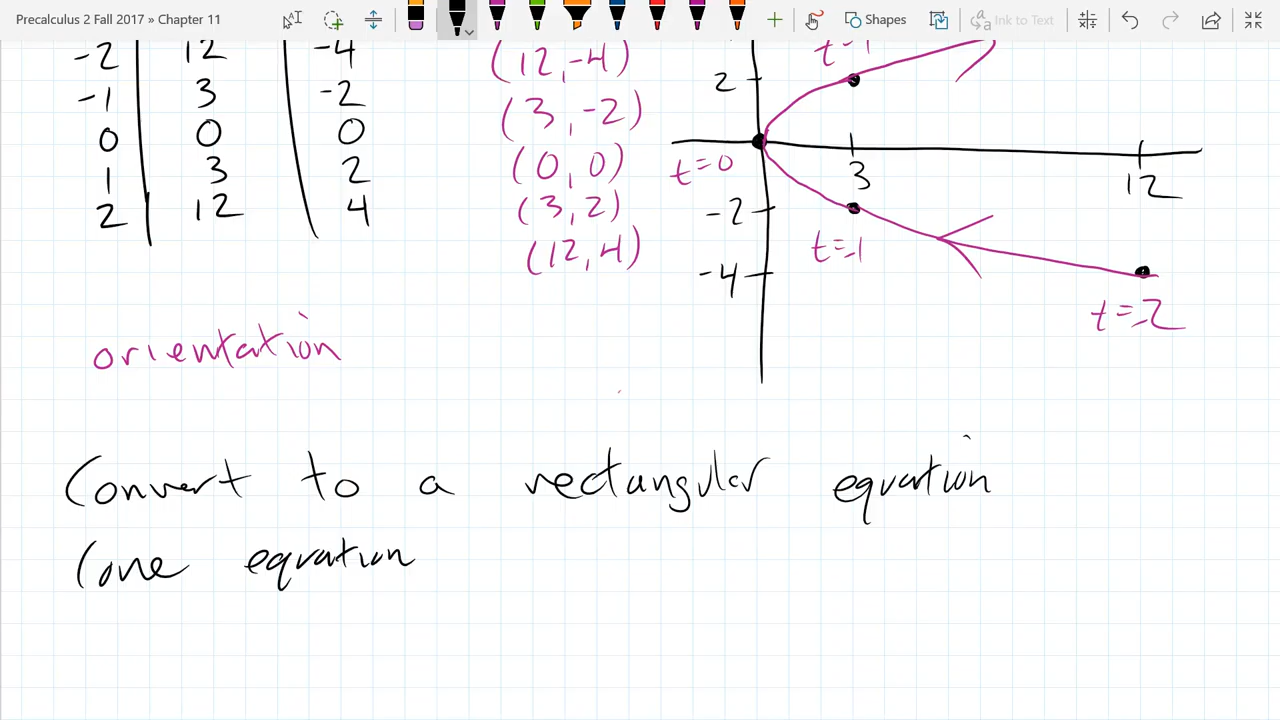 Precalculus 2 Fall 2017 » Chapter 11
Shapes
Ink to Text
-2 12 -4 (12,-4)
-1 3 -2 (3,-2)
0 0 0 (0,0)
1 3 2 (3,2)
2 12 4 (12,4)
t=1
2
t=0
3
12
-2
t=-1
-4
t=-2
orientation
Convert to a rectangular equation
(one equation